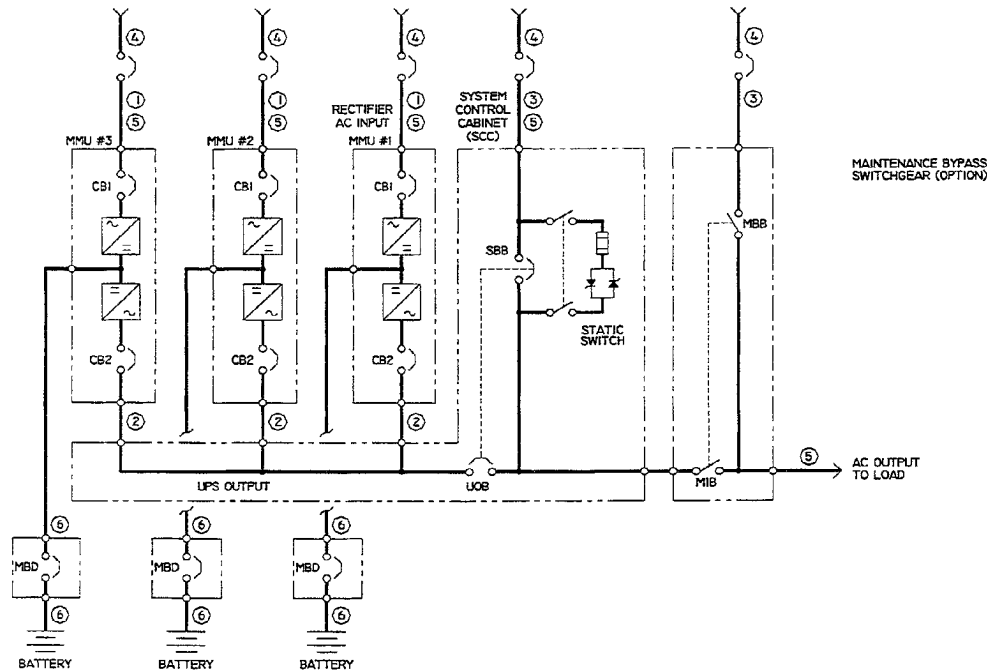 4 4 4 4 4
1 1 1 3 3
5 5 RECTIFIER AC INPUT 5 SYSTEM CONTROL CABINET (SCC) 5
MMU #3 MMU #2 MMU #1
MAINTENANCE BYPASS
SWITCHGEAR (OPTION)
CB1 CB1 CB1
MBB
SBB
STATIC
SWITCH
CB2 CB2 CB2
2 2 2
5 AC OUTPUT
TO LOAD
UPS OUTPUT UOB MIB
6 6 6
MBD MBD MBD
6 6 6
BATTERY BATTERY BATTERY